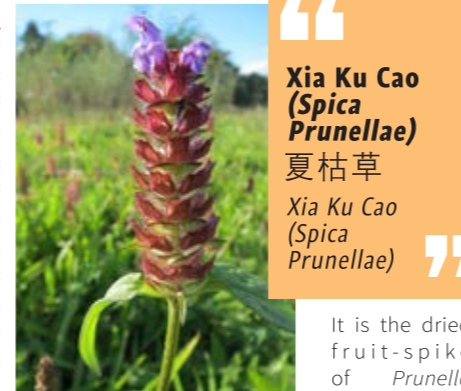 “
Xia Ku Cao
(Spica
Prunellae)
夏枯草
Xia Ku Cao
(Spica
Prunellae)
”
It is the dried
fruit-spike
of Prunella